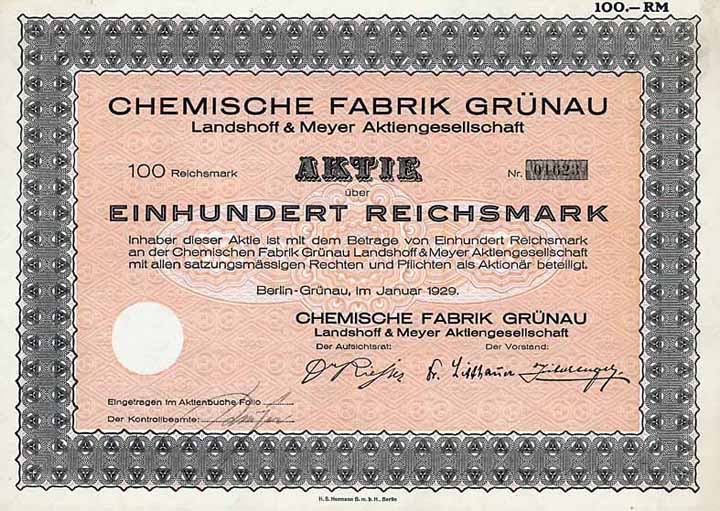 100.— RM
CHEMISCHE FABRIK GRÜNAU
Landshoff & Meyer Aktiengesellschaft
100 Reichsmark AKTIE Nr. 01623
über
EINHUNDERT REICHSMARK
Inhaber dieser Aktie ist mit dem Betrage von Einhundert Reichsmark
an der Chemischen Fabrik Grünau Landshoff & Meyer Aktiengesellschaft
mit allen satzungsmässigen Rechten und Pflichten als Aktionär beteiligt.
Berlin-Grünau, im Januar 1929.
CHEMISCHE FABRIK GRÜNAU
Landshoff & Meyer Aktiengesellschaft
Der Aufsichtsrat: Der Vorstand:
Eingetragen im Aktienbuche Folio
Der Kontrollbeamte:
H. S. Hermann G. m. b. H., Berlin